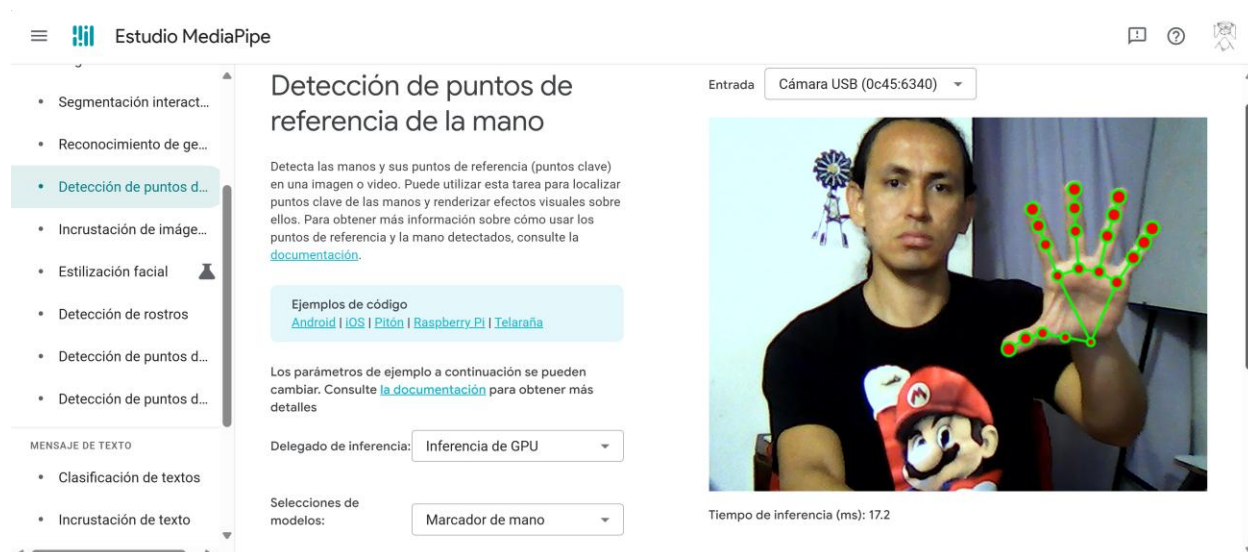 Estudio MediaPipe
Segmentación interact...
Reconocimiento de ge...
Detección de puntos d...
Incrustación de imáge...
Estilización facial
Detección de rostros
Detección de puntos d...
Detección de puntos d...
MENSAJE DE TEXTO
Clasificación de textos
Incrustación de texto
Detección de puntos de
referencia de la mano
Detecta las manos y sus puntos de referencia (puntos clave)
en una imagen o video. Puede utilizar esta tarea para localizar
puntos clave de las manos y renderizar efectos visuales sobre
ellos. Para obtener más información sobre cómo usar los
puntos de referencia y la mano detectados, consulte la
documentación.
Ejemplos de código
Android | iOS | Pitón | Raspberry Pi | Telaraña
Los parámetros de ejemplo a continuación se pueden
cambiar. Consulte la documentación para obtener más
detalles
Delegado de inferencia: Inferencia de GPU
Selecciones de
modelos: Marcador de mano
Entrada Cámara USB (0c45:6340)
M
Tiempo de inferencia (ms): 17.2